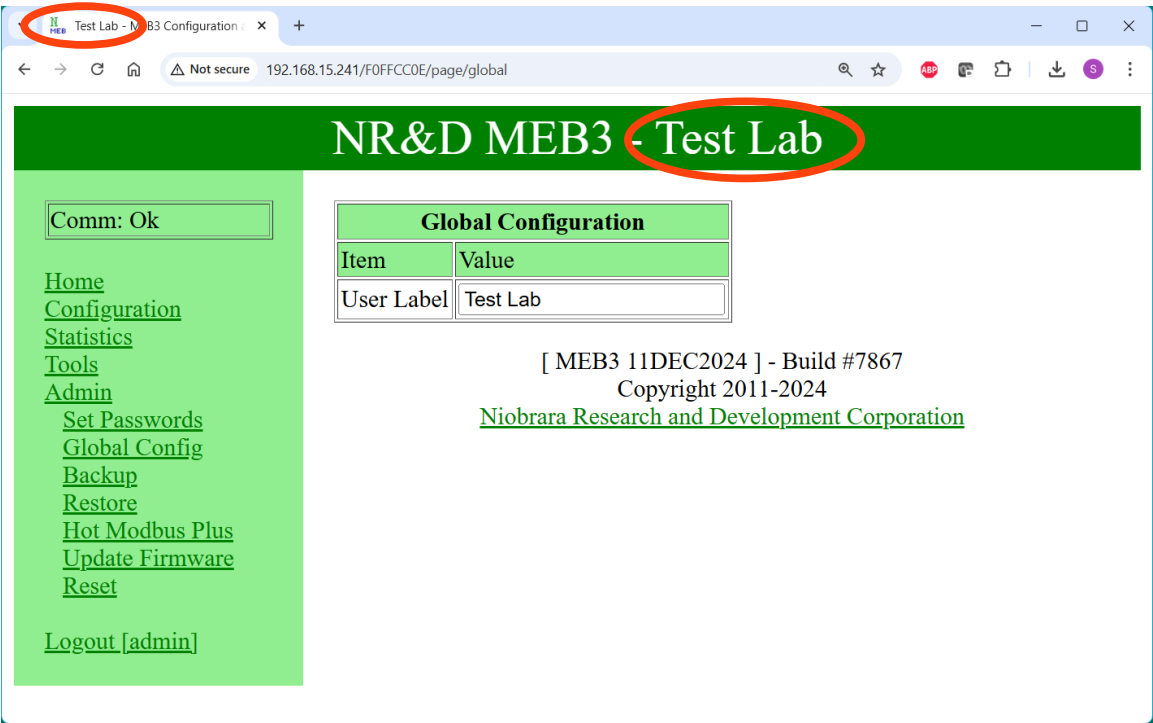 N
MEB
Test Lab - MEB3 Configuration a
Not secure
192.168.15.241/F0FFCC0E/page/global
ABP
S
NR&D MEB3 - Test Lab
Comm: Ok
Home
Configuration
Statistics
Tools
Admin
Set Passwords
Global Config
Backup
Restore
Hot Modbus Plus
Update Firmware
Reset
Logout [admin]
Global Configuration
Item Value
User Label Test Lab
[ MEB3 11DEC2024 ] - Build #7867
Copyright 2011-2024
Niobrara Research and Development Corporation